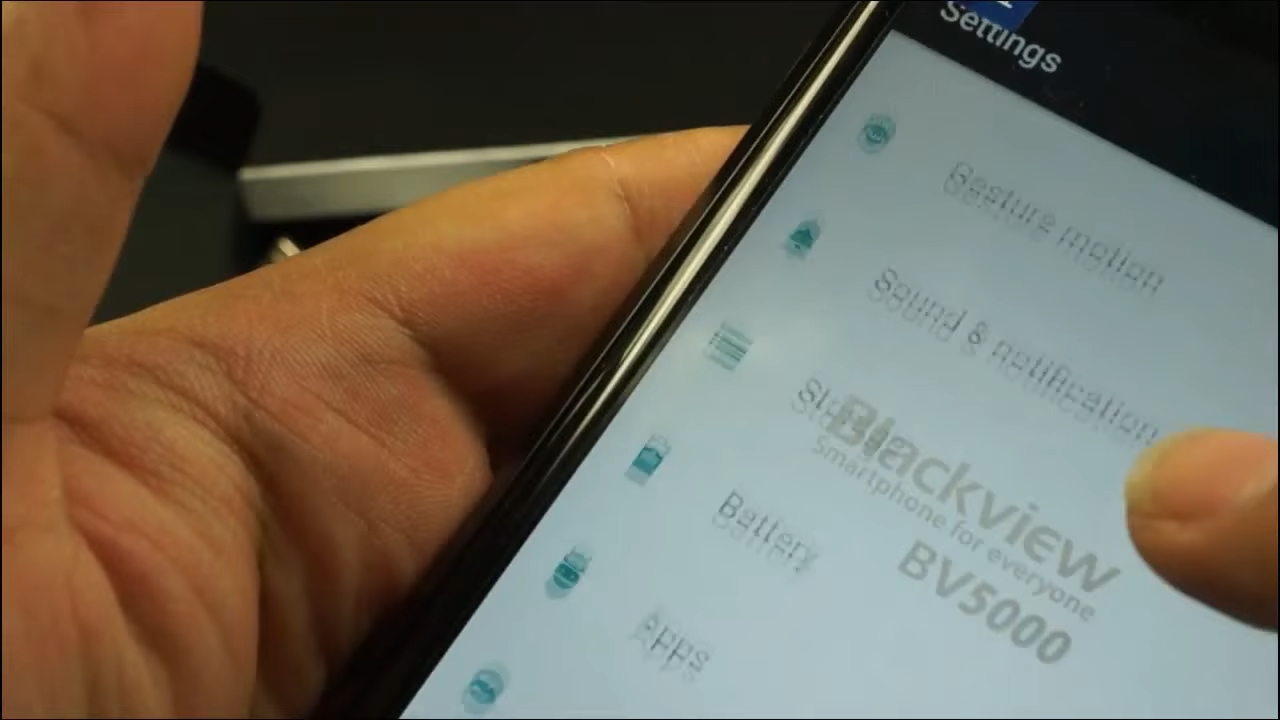 Settings
Gesture motion
Sound & notification
Blackview
Smartphone for everyone
BV5000
Battery
Apps